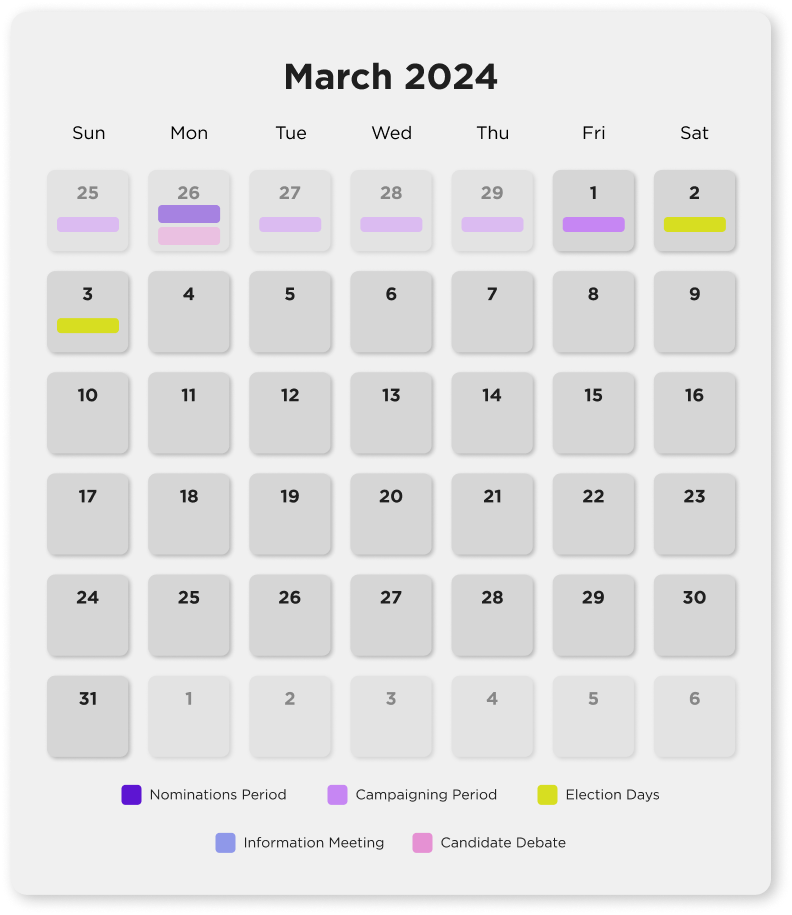 March 2024
Sun Mon Tue Wed Thu Fri Sat
25 26 27 28 29 1 2
3 4 5 6 7 8 9
10 11 12 13 14 15 16
17 18 19 20 21 22 23
24 25 26 27 28 29 30
31 1 2 3 4 5 6
Nominations Period Campaigning Period Election Days
Information Meeting Candidate Debate